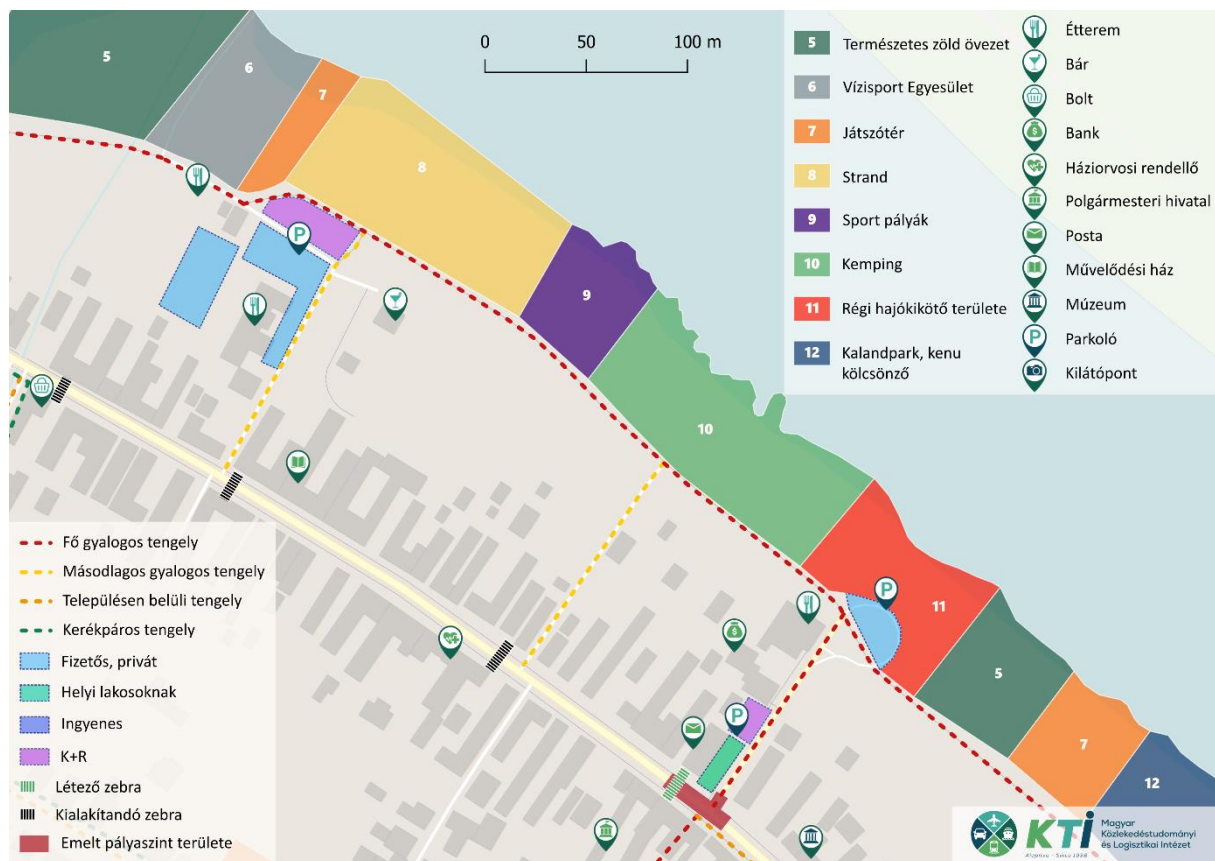 0 50 100 m
5 Természetes zöld övezet
6 Vízisport Egyesület
7 Játszótér
8 Strand
9 Sport pályák
10 Kemping
11 Régi hajókikötő területe
12 Kalandpark, kenu
kölcsönző
Étterem
Bár
Bolt
Bank
Háziorvosi rendellő
Polgármesteri hivatal
Posta
Művelődési ház
Múzeum
P Parkoló
Kilátópont
5
6
7
8
P
9
10
P
11
$
5
P
7
12
Fő gyalogos tengely
Másodlagos gyalogos tengely
Településen belüli tengely
Kerékpáros tengely
Fizetős, privát
Helyi lakosoknak
Ingyenes
K+R
Létező zebra
Kialakítandó zebra
Emelt pályaszint területe
KTI
Magyar
Közlekedéstudományi
és Logisztikai Intézet
Alapítva - Since 1938